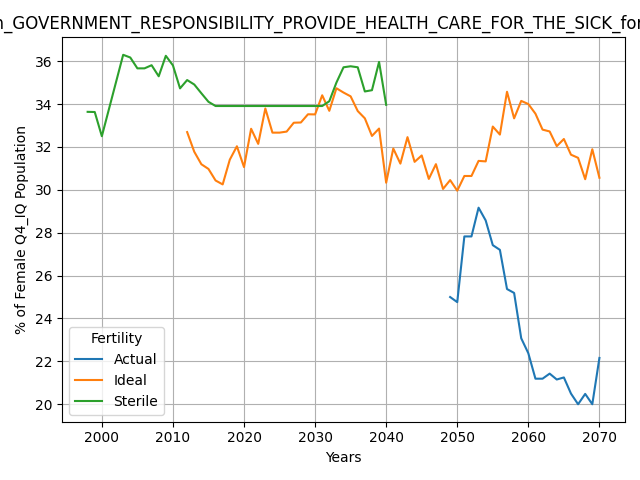 _GOVERNMENT_RESPONSIBILITY_PROVIDE_HEALTH_CARE_FOR_THE_SICK_for
% of Female Q4_IQ Population
36
34
32
30
28
26
24
22
20
Fertility
Actual
Ideal
Sterile
2000 2010 2020 2030 2040 2050 2060 2070
Years